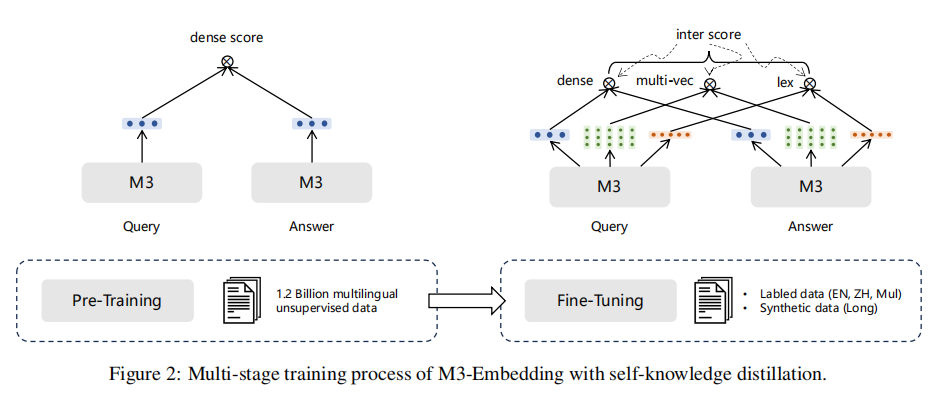 dense score
M3
M3
Query
Answer
inter score
dense
multi-vec
lex
M3
M3
Query
Answer
Pre-Training
1.2 Billion multilingual
unsupervised data
Fine-Tuning
• Labled data (EN, ZH, Mul)
• Synthetic data (Long)
Figure 2: Multi-stage training process of M3-Embedding with self-knowledge distillation.